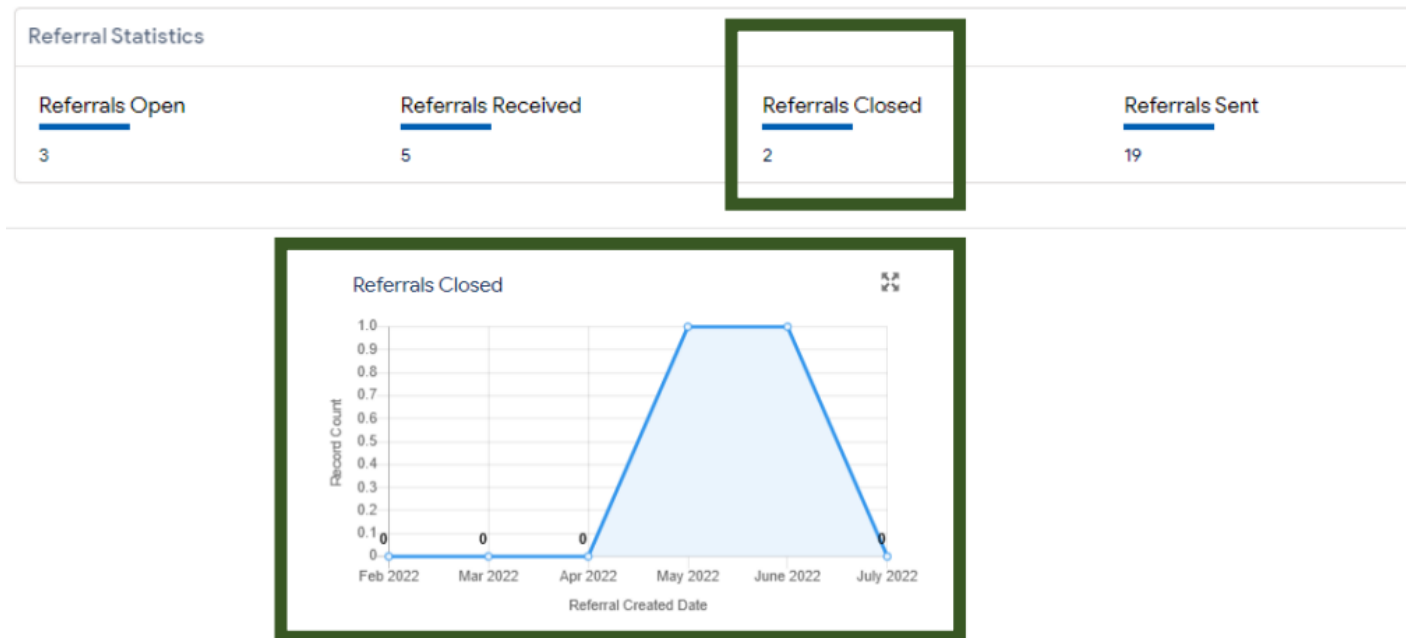 Referral Statistics
Referrals Open Referrals Received Referrals Closed Referrals Sent
3 5 2 19
Referrals Closed
1.0
0.9
0.8
0.7
0.6
0.5
0.4
0.3
0.2
0.1
0
Record Count
0 0 0 0
Feb 2022 Mar 2022 Apr 2022 May 2022 June 2022 July 2022
Referral Created Date